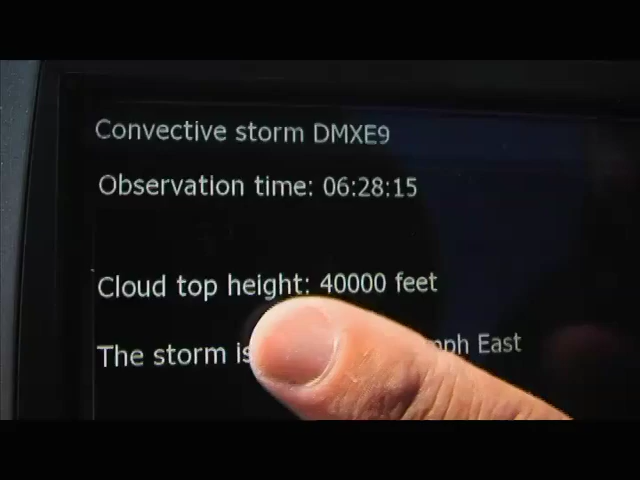 Convective storm DMXE9
Observation time: 06:28:15
Cloud top height: 40000 feet
The storm is mph East